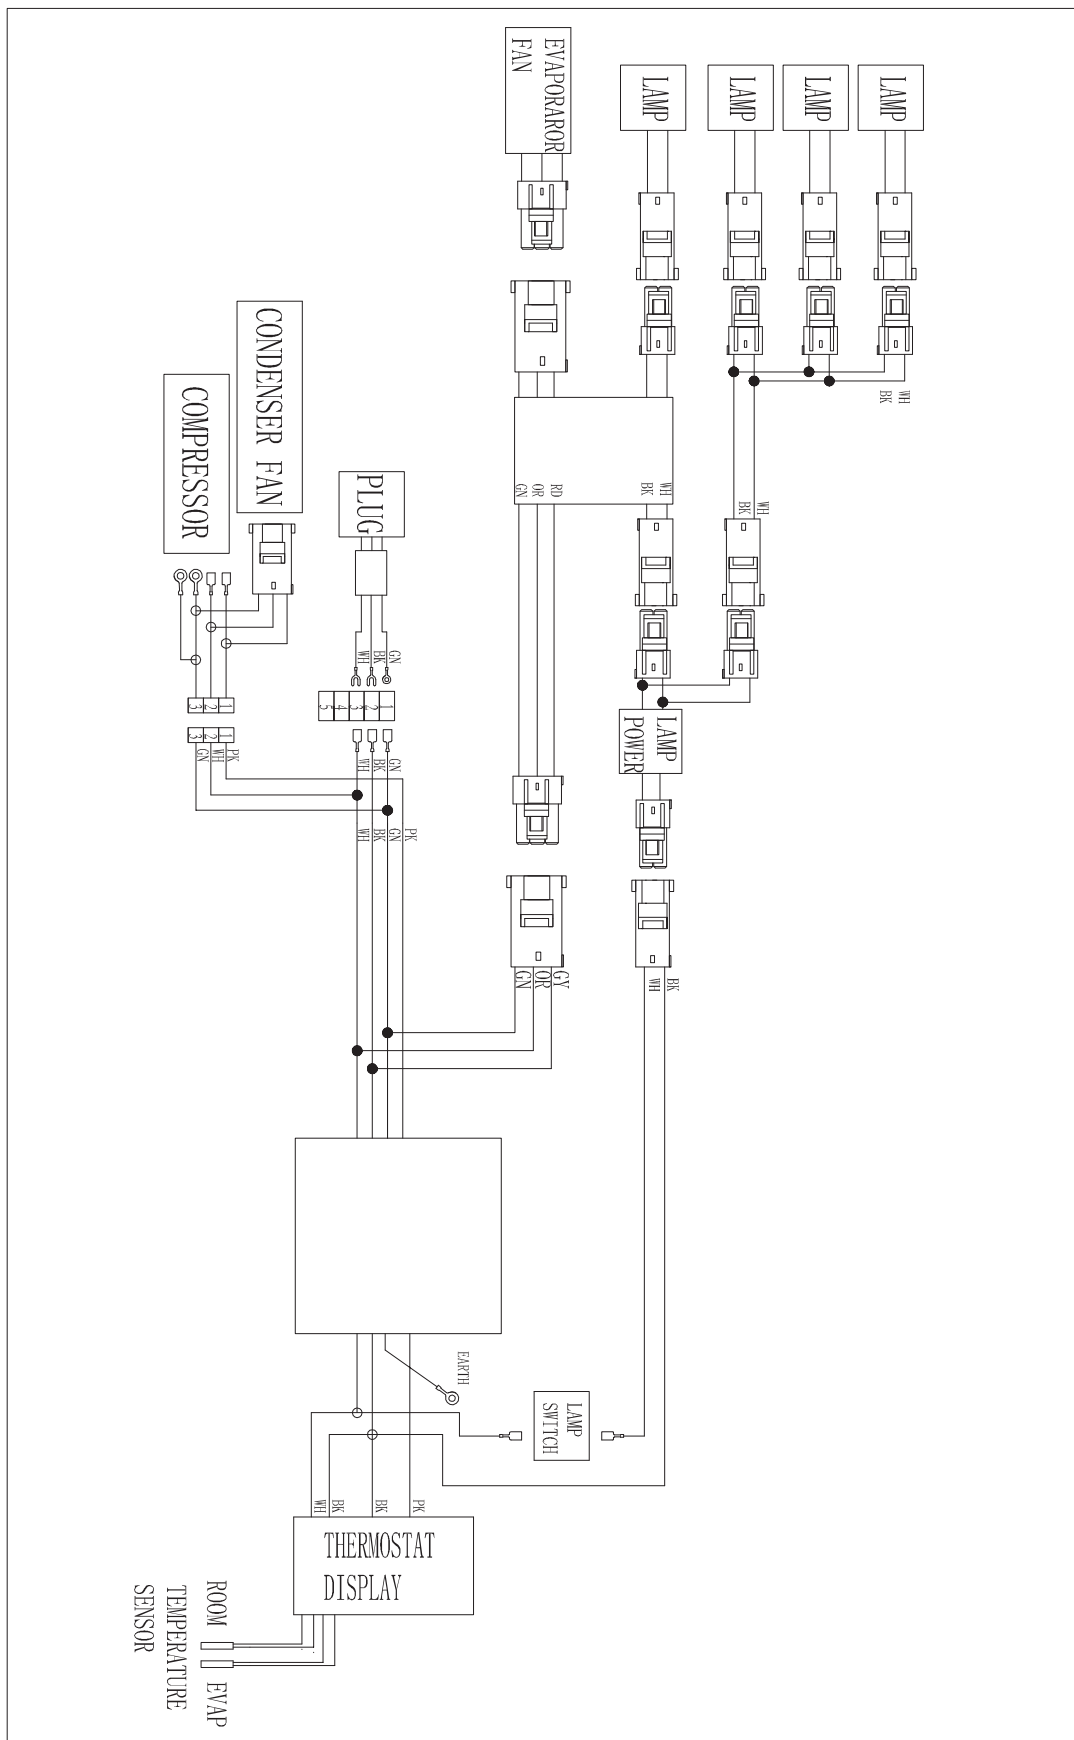 EVAPORAROR
FAN
LAMP
LAMP
LAMP
LAMP
WH
BK
CONDENSER FAN
COMPRESSOR
PLUG
GN
OR
RD
BK
WH
BK
WH
WH
BK
GN
5
4
3
2
1
3
2
1
3
2
1
GN
WH
PK
WH
BK
GN
WH
BK
GN
PK
LAMP
POWER
GN
OR
GY
WH
BK
EARTH
LAMP
SWITCH
WH
BK
BK
PK
THERMOSTAT
DISPLAY
ROOM EVAP
TEMPERATURE
SENSOR